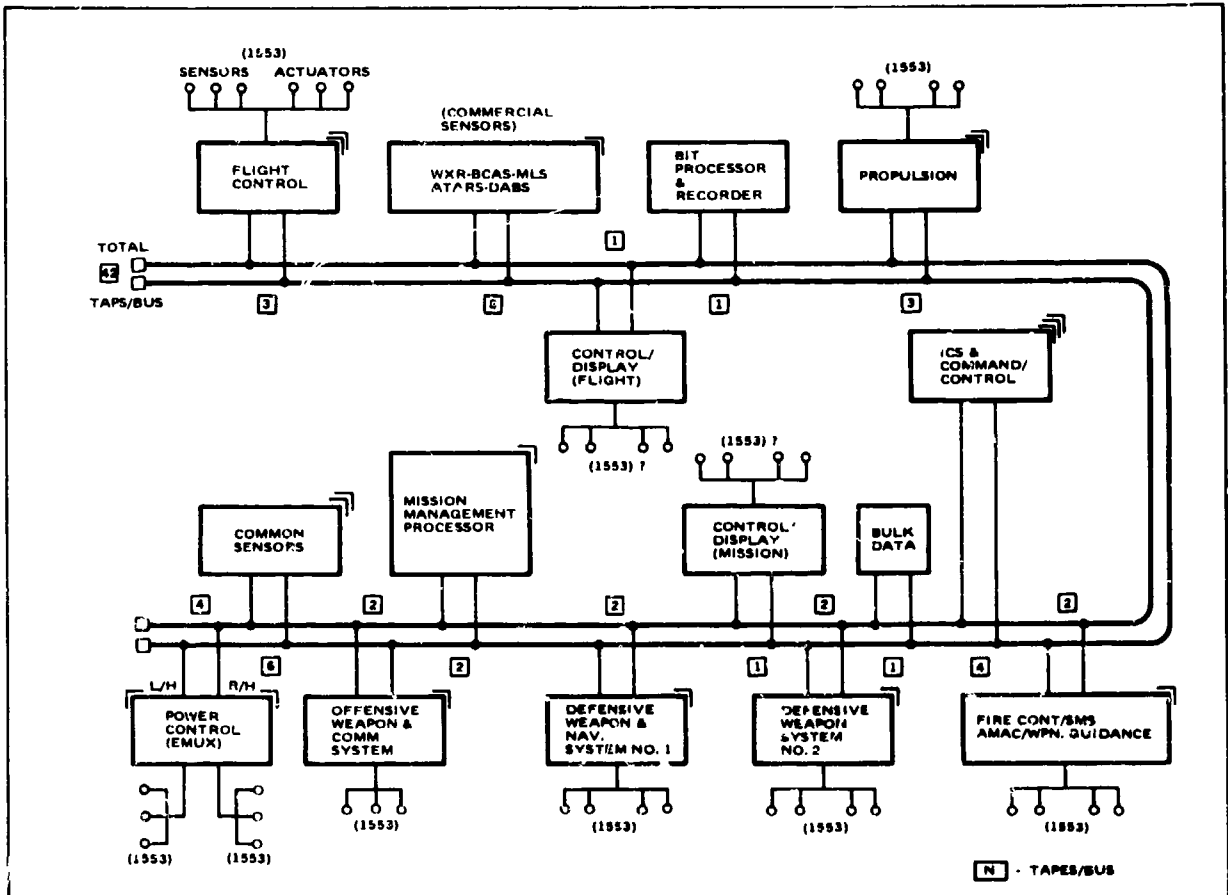 (1553)
SENSORS ACTUATORS
FLIGHT
CONTROL
(COMMERCIAL
SENSORS)
WXR-BCAS-MLS
ATARS-DABS
BIT
PROCESSOR
&
RECORDER
(1553)
PROPULSION
TOTAL
42
TAPS/BUS
1
3
6
1
3
CONTROL/
DISPLAY
(FLIGHT)
(1553) ?
ICS &
COMMAND/
CONTROL
COMMON
SENSORS
MISSION
MANAGEMENT
PROCESSOR
(1553) ?
CONTROL/
DISPLAY
(MISSION)
BULK
DATA
4
2
2
2
2
6
2
1
1
4
L/H
R/H
POWER
CONTROL
(EMUX)
(1553)
(1553)
OFFENSIVE
WEAPON &
COMM
SYSTEM
(1553)
DEFENSIVE
WEAPON &
NAV.
SYSTEM NO. 1
(1553)
DEFENSIVE
WEAPON
SYSTEM
NO. 2
(1553)
FIRE CONT/SMS
AMAC/WPN. GUIDANCE
(1553)
N - TAPES/BUS